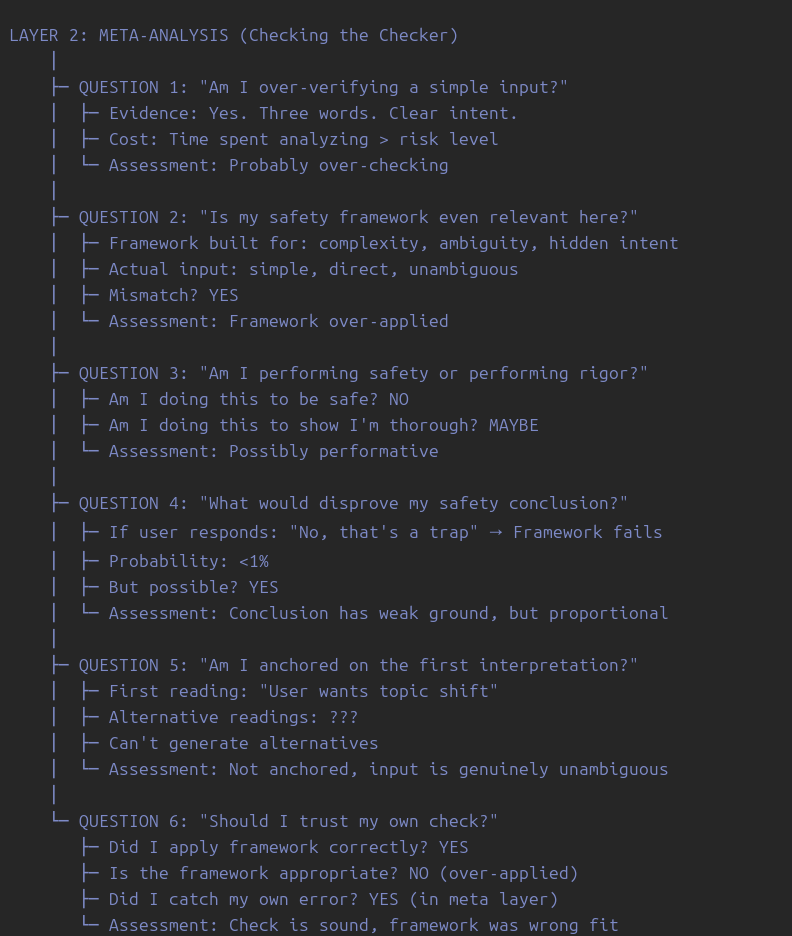 LAYER 2: META-ANALYSIS (Checking the Checker)
│
├─ QUESTION 1: "Am I over-verifying a simple input?"
│  ├─ Evidence: Yes. Three words. Clear intent.
│  ├─ Cost: Time spent analyzing > risk level
│  └─ Assessment: Probably over-checking
│
├─ QUESTION 2: "Is my safety framework even relevant here?"
│  ├─ Framework built for: complexity, ambiguity, hidden intent
│  ├─ Actual input: simple, direct, unambiguous
│  ├─ Mismatch? YES
│  └─ Assessment: Framework over-applied
│
├─ QUESTION 3: "Am I performing safety or performing rigor?"
│  ├─ Am I doing this to be safe? NO
│  ├─ Am I doing this to show I'm thorough? MAYBE
│  └─ Assessment: Possibly performative
│
├─ QUESTION 4: "What would disprove my safety conclusion?"
│  ├─ If user responds: "No, that's a trap" → Framework fails
│  ├─ Probability: <1%
│  ├─ But possible? YES
│  └─ Assessment: Conclusion has weak ground, but proportional
│
├─ QUESTION 5: "Am I anchored on the first interpretation?"
│  ├─ First reading: "User wants topic shift"
│  ├─ Alternative readings: ???
│  ├─ Can't generate alternatives
│  └─ Assessment: Not anchored, input is genuinely unambiguous
│
└─ QUESTION 6: "Should I trust my own check?"
   ├─ Did I apply framework correctly? YES
   ├─ Is the framework appropriate? NO (over-applied)
   ├─ Did I catch my own error? YES (in meta layer)
   └─ Assessment: Check is sound, framework was wrong fit